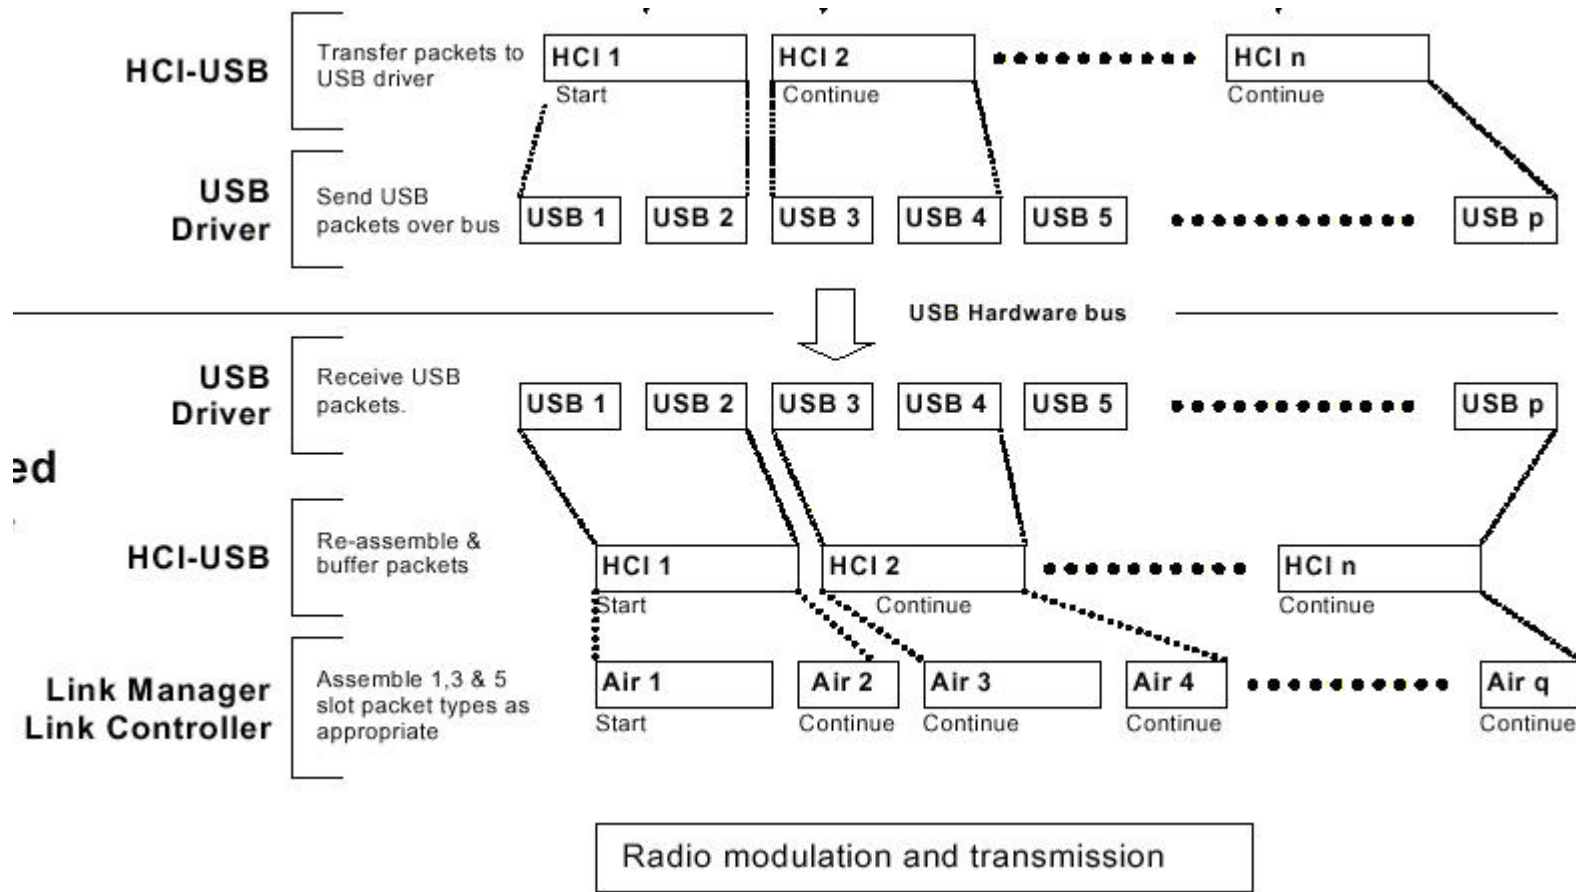 HCI-USB
Transfer packets to
USB driver
HCI 1
HCI 2
HCI n
Start
Continue
Continue
USB
Driver
Send USB
packets over bus
USB 1
USB 2
USB 3
USB 4
USB 5
USB p
USB Hardware bus
USB
Driver
Receive USB
packets.
USB 1
USB 2
USB 3
USB 4
USB 5
USB p
ed
HCI-USB
Re-assemble &
buffer packets
HCI 1
HCI 2
HCI n
Start
Continue
Continue
Link Manager
Link Controller
Assemble 1,3 & 5
slot packet types as
appropriate
Air 1
Air 2
Air 3
Air 4
Air q
Start
Continue
Continue
Continue
Continue
Radio modulation and transmission